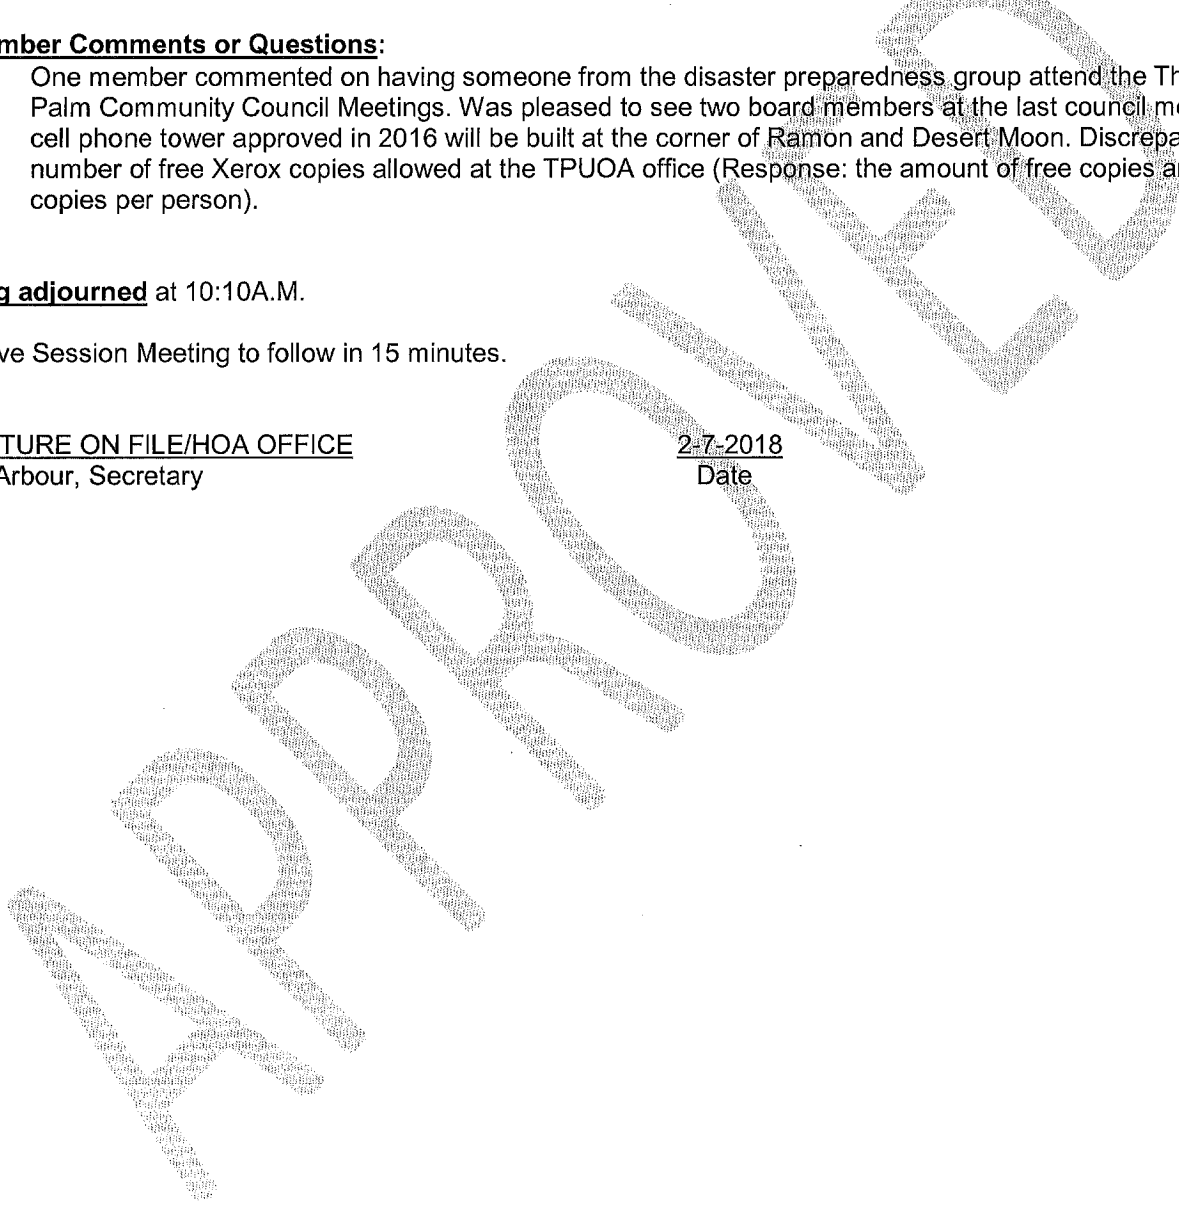 mber Comments or Questions:
One member commented on having someone from the disaster preparedness group attend the Th
Palm Community Council Meetings. Was pleased to see two board members at the last council m
cell phone tower approved in 2016 will be built at the corner of Ramon and Desert Moon. Discrepa
number of free Xerox copies allowed at the TPUOA office (Response: the amount of free copies a
copies per person).
g adjourned at 10:10A.M.
ve Session Meeting to follow in 15 minutes.
TURE ON FILE/HOA OFFICE 2-7-2018
Arbour, Secretary Date
APPROVED